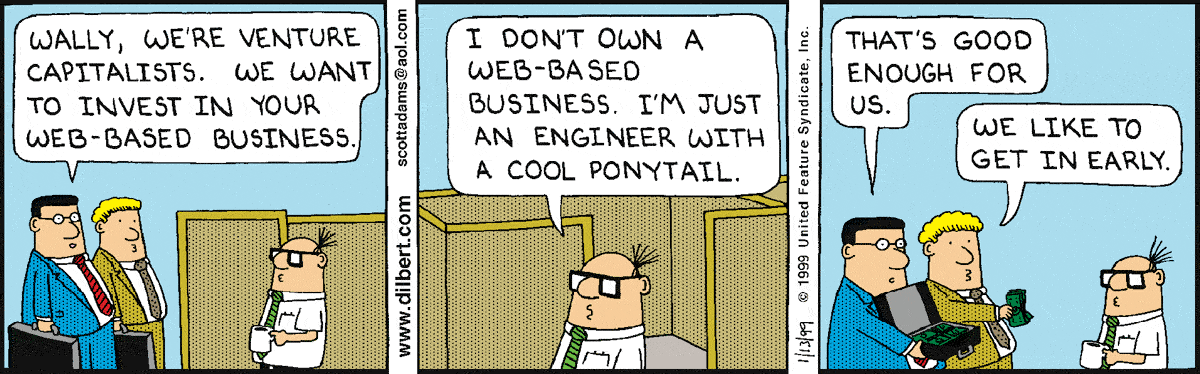 WALLY, WE'RE VENTURE
CAPITALISTS. WE WANT
TO INVEST IN YOUR
WEB-BASED BUSINESS.
www.dilbert.com scottadams@aol.com
I DON'T OWN A
WEB-BASED
BUSINESS. I'M JUST
AN ENGINEER WITH
A COOL PONYTAIL.
1/13/99 © 1999 United Feature Syndicate, Inc.
THAT'S GOOD
ENOUGH FOR
US.
WE LIKE TO
GET IN EARLY.